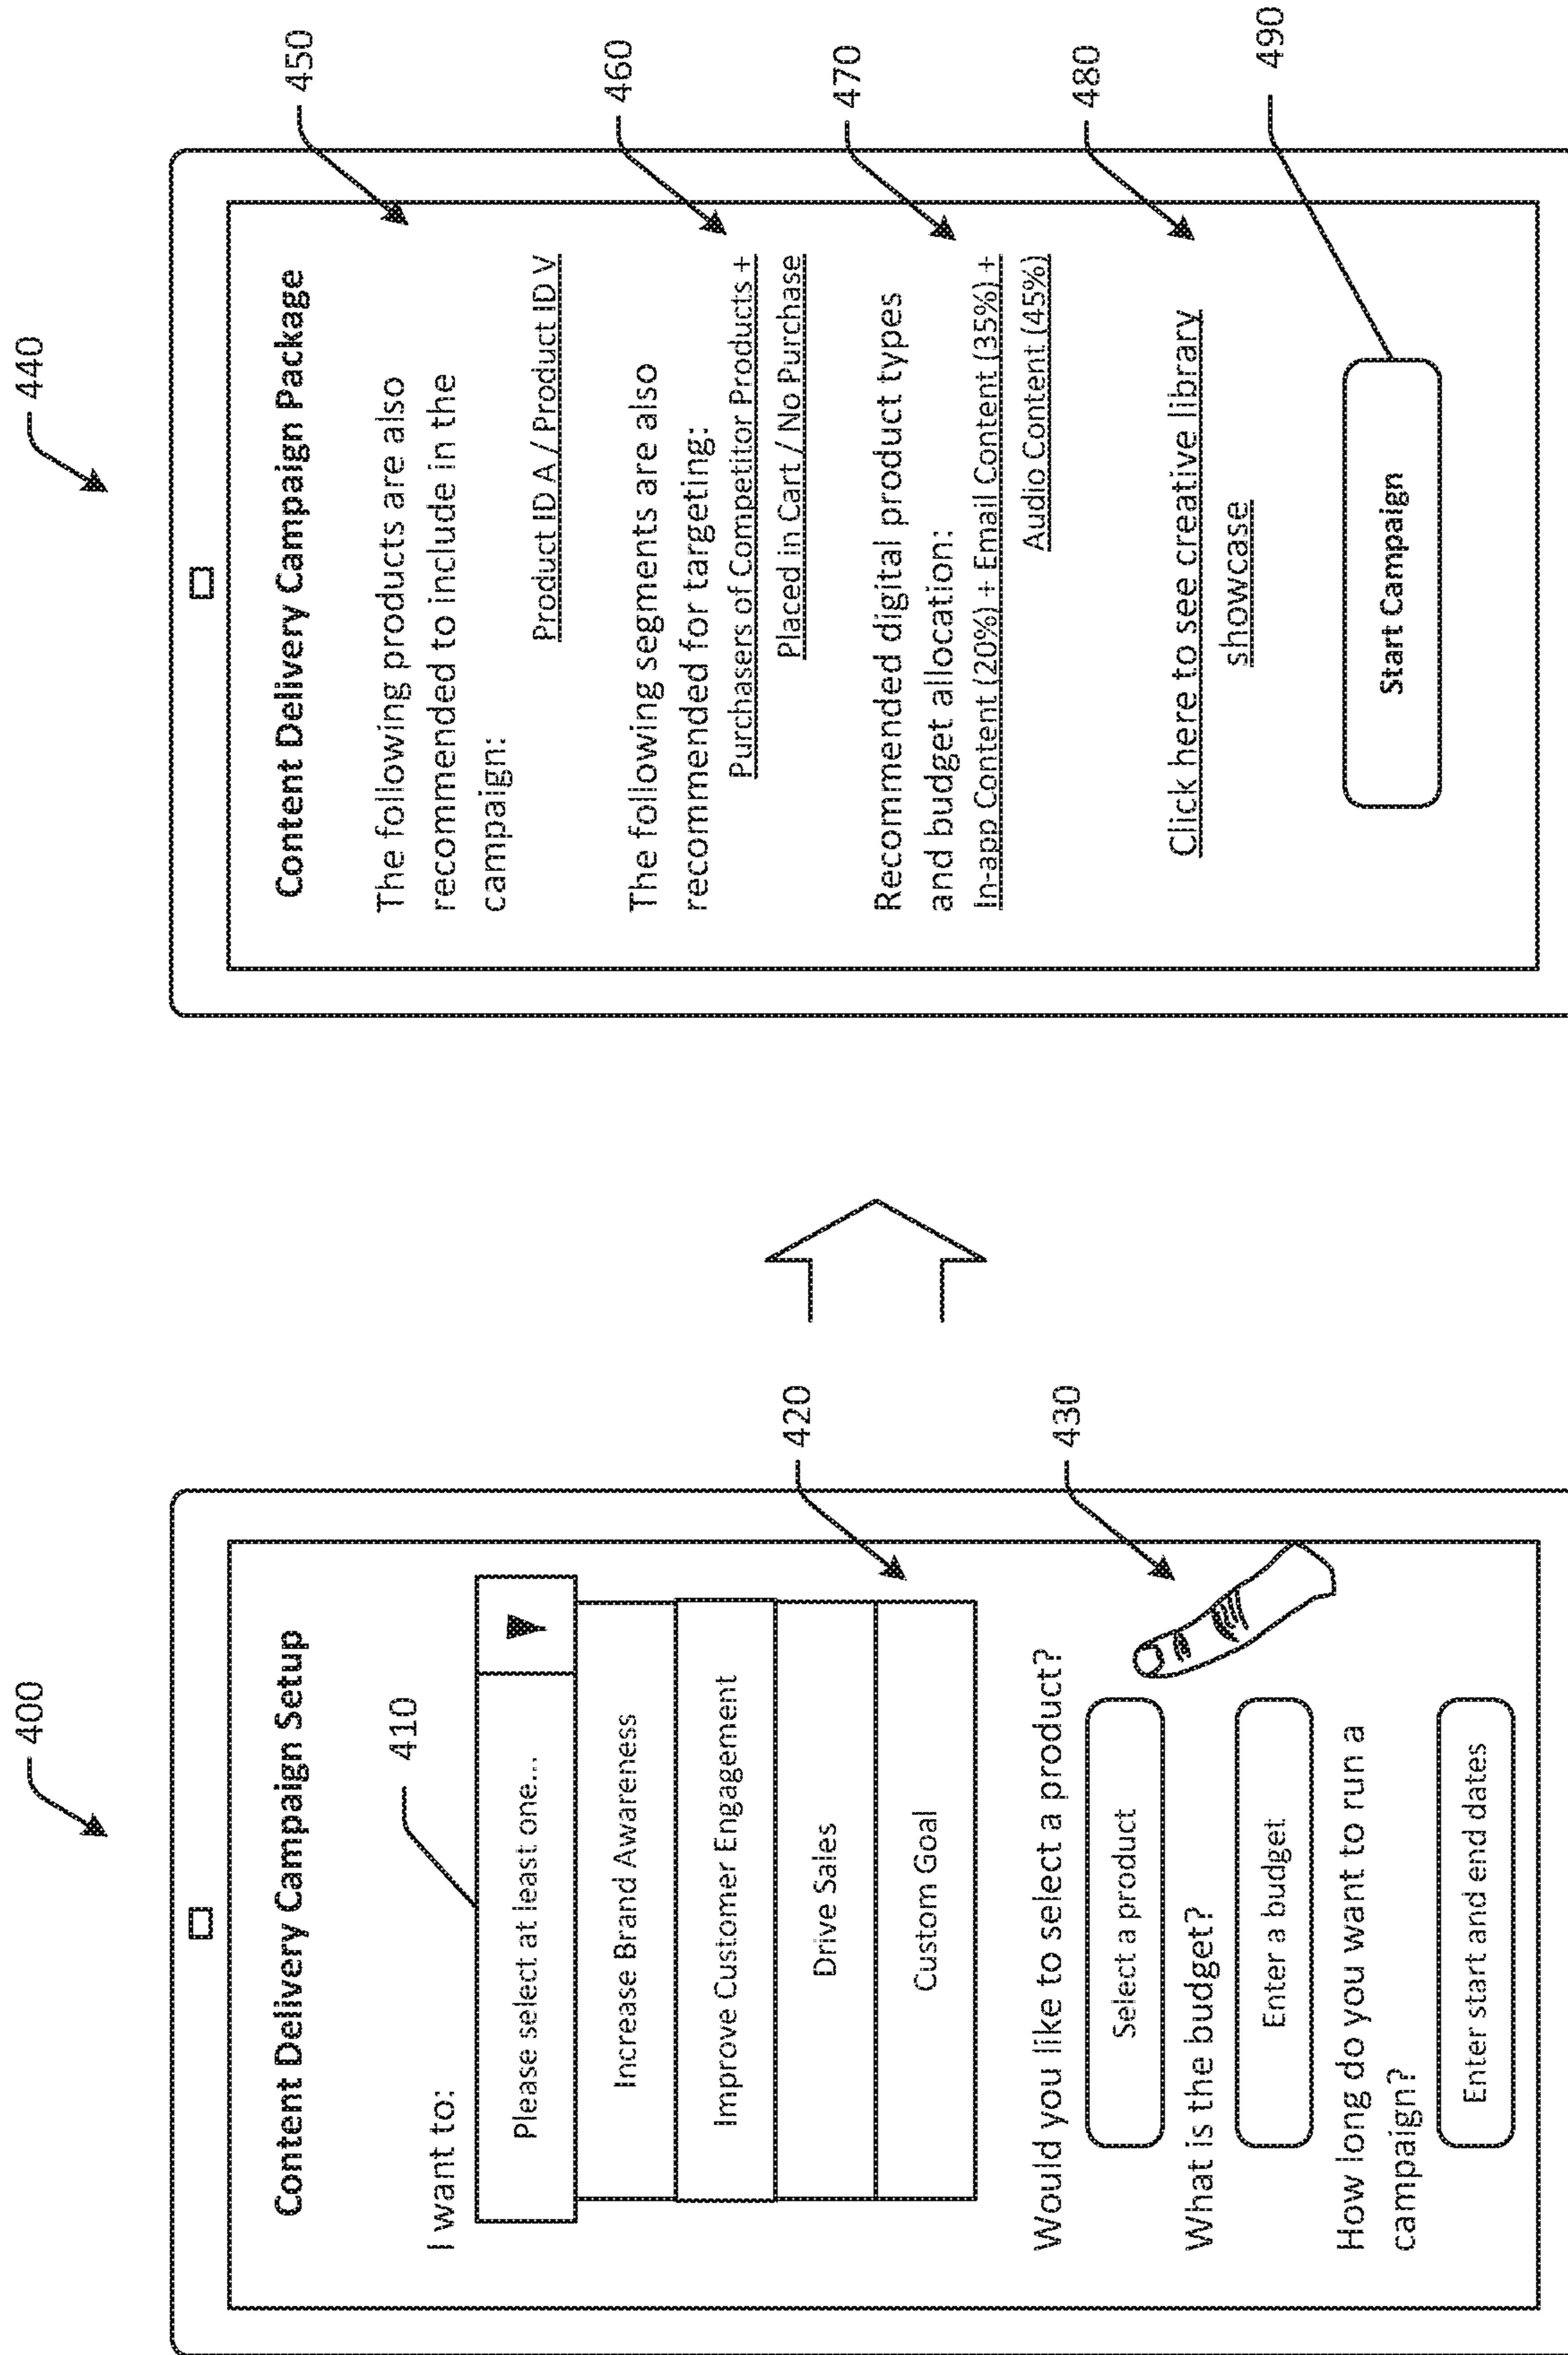 400
Content Delivery Campaign Setup
I want to:
410
Please select at least one...
Increase Brand Awareness
Improve Customer Engagement
Drive Sales
Custom Goal
420
Would you like to select a product?
Select a product
430
What is the budget?
Enter a budget
How long do you want to run a
campaign?
Enter start and end dates
440
Content Delivery Campaign Package
450
The following products are also
recommended to include in the
campaign:
Product ID A / Product ID V
460
The following segments are also
recommended for targeting:
Purchasers of Competitor Products +
Placed in Cart / No Purchase
470
Recommended digital product types
and budget allocation:
In-app Content (20%) + Email Content (35%) +
Audio Content (45%)
480
Click here to see creative library
showcase
490
Start Campaign